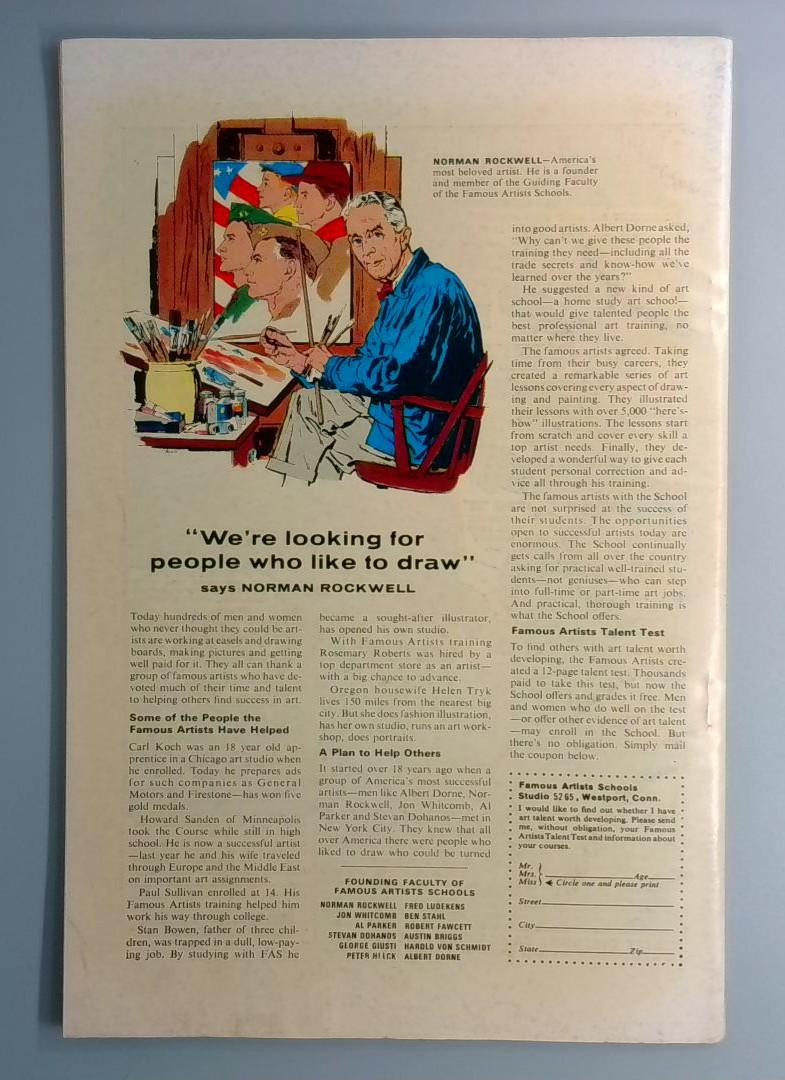 NORMAN ROCKWELL—America's
most beloved artist. He is a founder
and member of the Guiding Faculty
of the Famous Artists Schools.
"We're looking for
people who like to draw"
says NORMAN ROCKWELL
Today hundreds of men and women
who never thought they could be art-
ists are working at easels and drawing
boards, making pictures and getting
well paid for it. They all can thank a
group of famous artists who have de-
voted much of their time and talent
to helping others find success in art.
Some of the People the
Famous Artists Have Helped
Carl Koch was an 18 year old ap-
prentice in a Chicago art studio when
he enrolled. Today he prepares ads
for such companies as General
Motors and Firestone—has won five
gold medals.
Howard Sanden of Minneapolis
took the Course while still in high
school. He is now a successful artist
—last year he and his wife traveled
through Europe and the Middle East
on important art assignments.
Paul Sullivan enrolled at 14. His
Famous Artists training helped him
work his way through college.
Stan Bowen, father of three chil-
dren, was trapped in a dull, low-pay-
ing job. By studying with FAS he
became a sought-after illustrator,
has opened his own studio.
With Famous Artists training
Rosemary Roberts was hired by a
top department store as an artist—
with a big chance to advance.
Oregon housewife Helen Tryk
lives 150 miles from the nearest big
city. But she does fashion illustration,
has her own studio, runs an art work-
shop, does portraits.
A Plan to Help Others
It started over 18 years ago when a
group of America's most successful
artists—men like Albert Dorne, Nor-
man Rockwell, Jon Whitcomb, Al
Parker and Stevan Dohanos—met in
New York City. They knew that all
over America there were people who
liked to draw who could be turned
FOUNDING FACULTY OF
FAMOUS ARTISTS SCHOOLS
NORMAN ROCKWELL FRED LUDEKENS
JON WHITCOMB BEN STAHL
AL PARKER ROBERT FAWCETT
STEVAN DOHANOS AUSTIN BRIGGS
GEORGE GIUSTI HAROLD VON SCHMIDT
PETER HELCK ALBERT DORNE
into good artists. Albert Dorne asked,
"Why can't we give these people the
training they need—including all the
trade secrets and know-how we've
learned over the years?"
He suggested a new kind of art
school—a home study art school—
that would give talented people the
best professional art training, no
matter where they live.
The famous artists agreed. Taking
time from their busy careers, they
created a remarkable series of art
lessons covering every aspect of draw-
ing and painting. They illustrated
their lessons with over 5,000 "here's-
how" illustrations. The lessons start
from scratch and cover every skill a
top artist needs. Finally, they de-
veloped a wonderful way to give each
student personal correction and ad-
vice all through his training.
The famous artists with the School
are not surprised at the success of
their students. The opportunities
open to successful artists today are
enormous. The School continually
gets calls from all over the country
asking for practical well-trained stu-
dents—not geniuses—who can step
into full-time or part-time art jobs.
And practical, thorough training is
what the School offers.
Famous Artists Talent Test
To find others with art talent worth
developing, the Famous Artists cre-
ated a 12-page talent test. Thousands
paid to take this test, but now the
School offers and grades it free. Men
and women who do well on the test
—or offer other evidence of art talent
—may enroll in the School. But
there's no obligation. Simply mail
the coupon below.
Famous Artists Schools
Studio 5265, Westport, Conn.
I would like to find out whether I have
art talent worth developing. Please send
me, without obligation, your Famous
Artists Talent Test and information about
your courses.
Mr.
Mrs. Age
Miss Circle one and please print
Street
City
State Zip